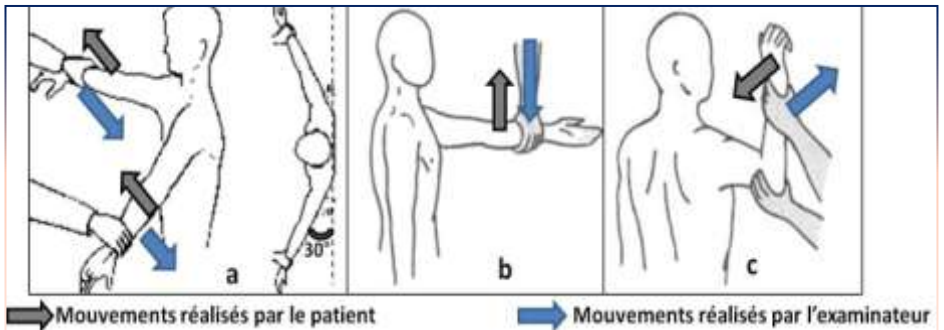 30°
a
b
c
Mouvements réalisés par le patient
Mouvements réalisés par l'examinateur